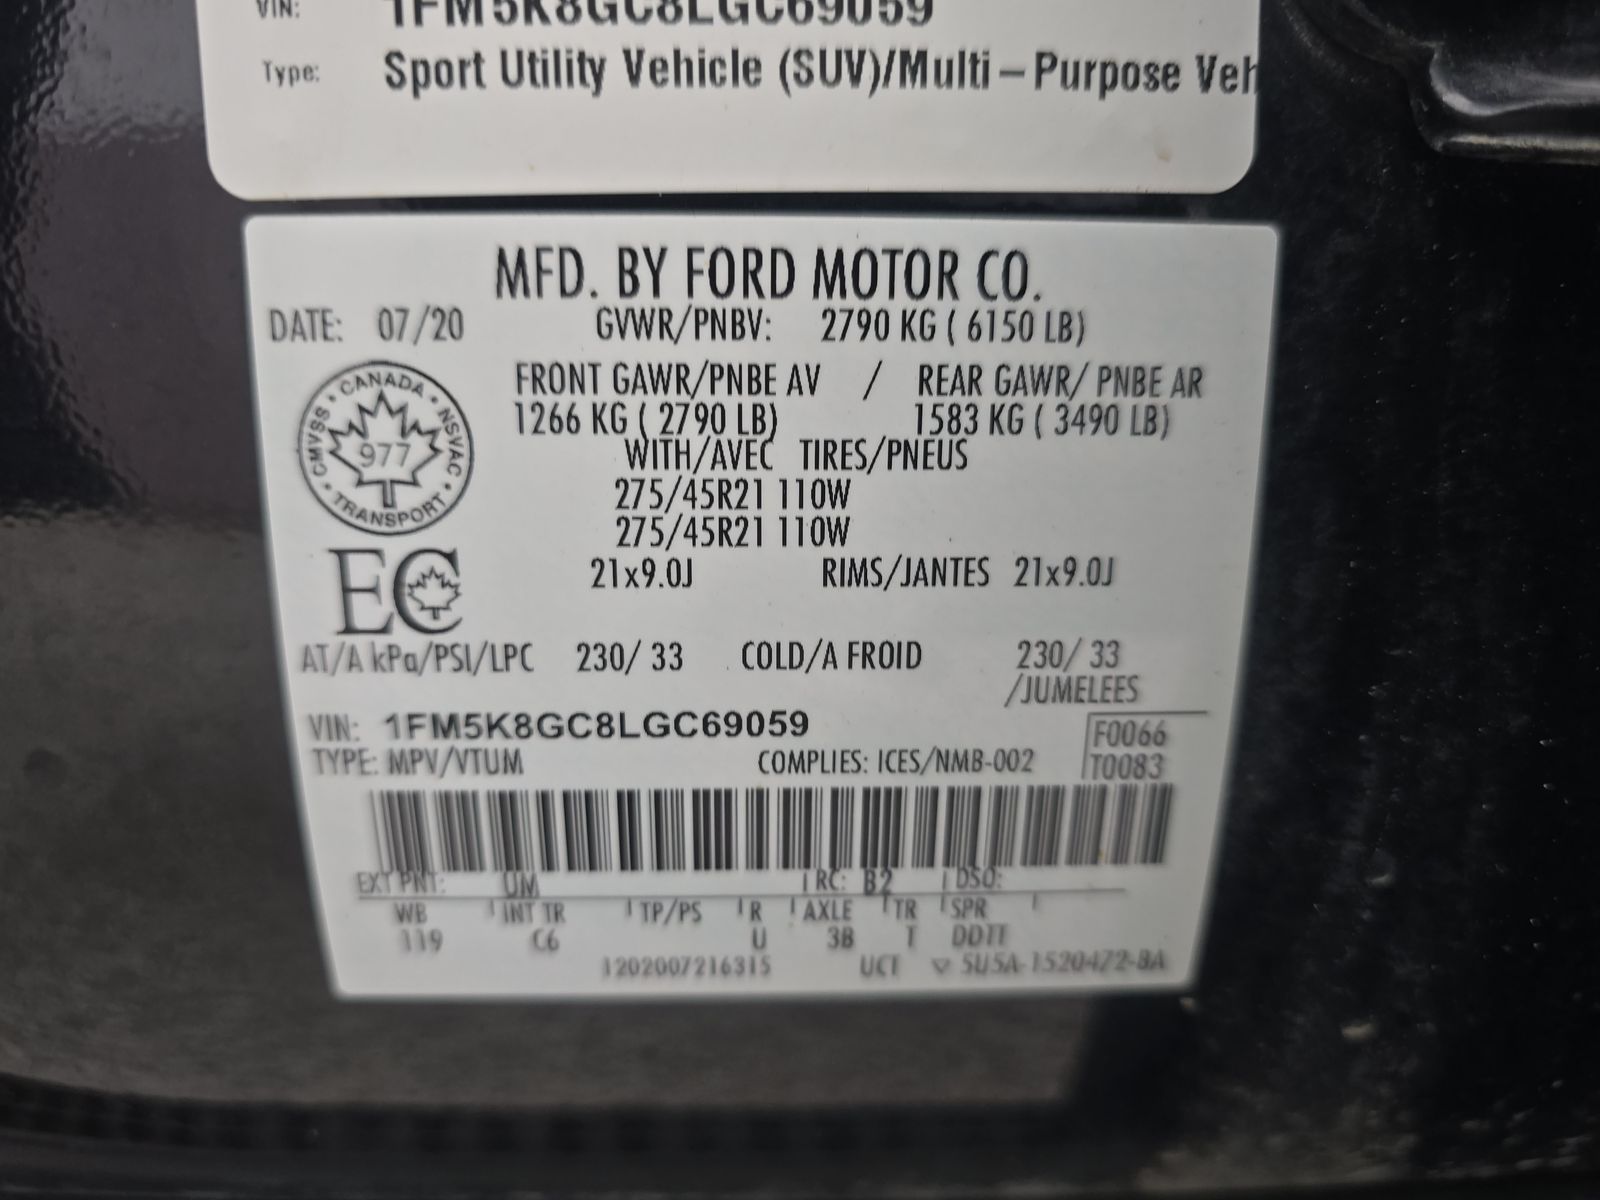 VIN: 1FM5K8GC8LGC69059
Type: Sport Utility Vehicle (SUV)/Multi-Purpose Veh
MFD. BY FORD MOTOR CO.
DATE: 07/20 GVWR/PNBV: 2790 KG ( 6150 LB)
FRONT GAWR/PNBE AV / REAR GAWR/ PNBE AR
1266 KG ( 2790 LB) 1583 KG ( 3490 LB)
WITH/AVEC TIRES/PNEUS
275/45R21 110W
275/45R21 110W
21x9.0J RIMS/JANTES 21x9.0J
CANADA · NSVAC · TRANSPORT · CMVSS ·
977
EC
AT/A kPa/PSI/LPC 230/ 33 COLD/A FROID 230/ 33
/JUMELEES
VIN: 1FM5K8GC8LGC69059
F0066
TYPE: MPV/VTUM COMPLIES: ICES/NMB-002 T0083
EXT PNT: UM RC: B2 DSO:
WB INT TR TP/PS R AXLE TR SPR
119 C6 U 3B T DDTT
1202007216315 UCT SU5A-1520472-BA